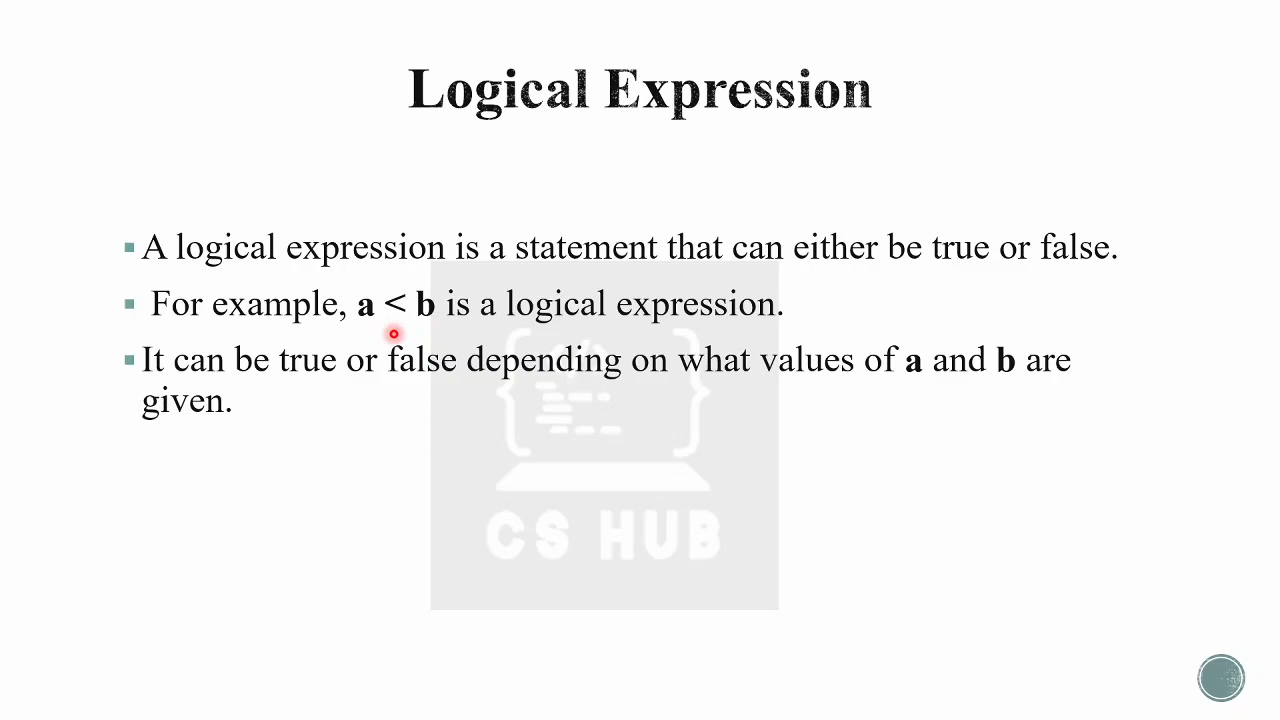 Logical Expression
A logical expression is a statement that can either be true or false.
For example, a < b is a logical expression.
It can be true or false depending on what values of a and b are
given.
CS HUB